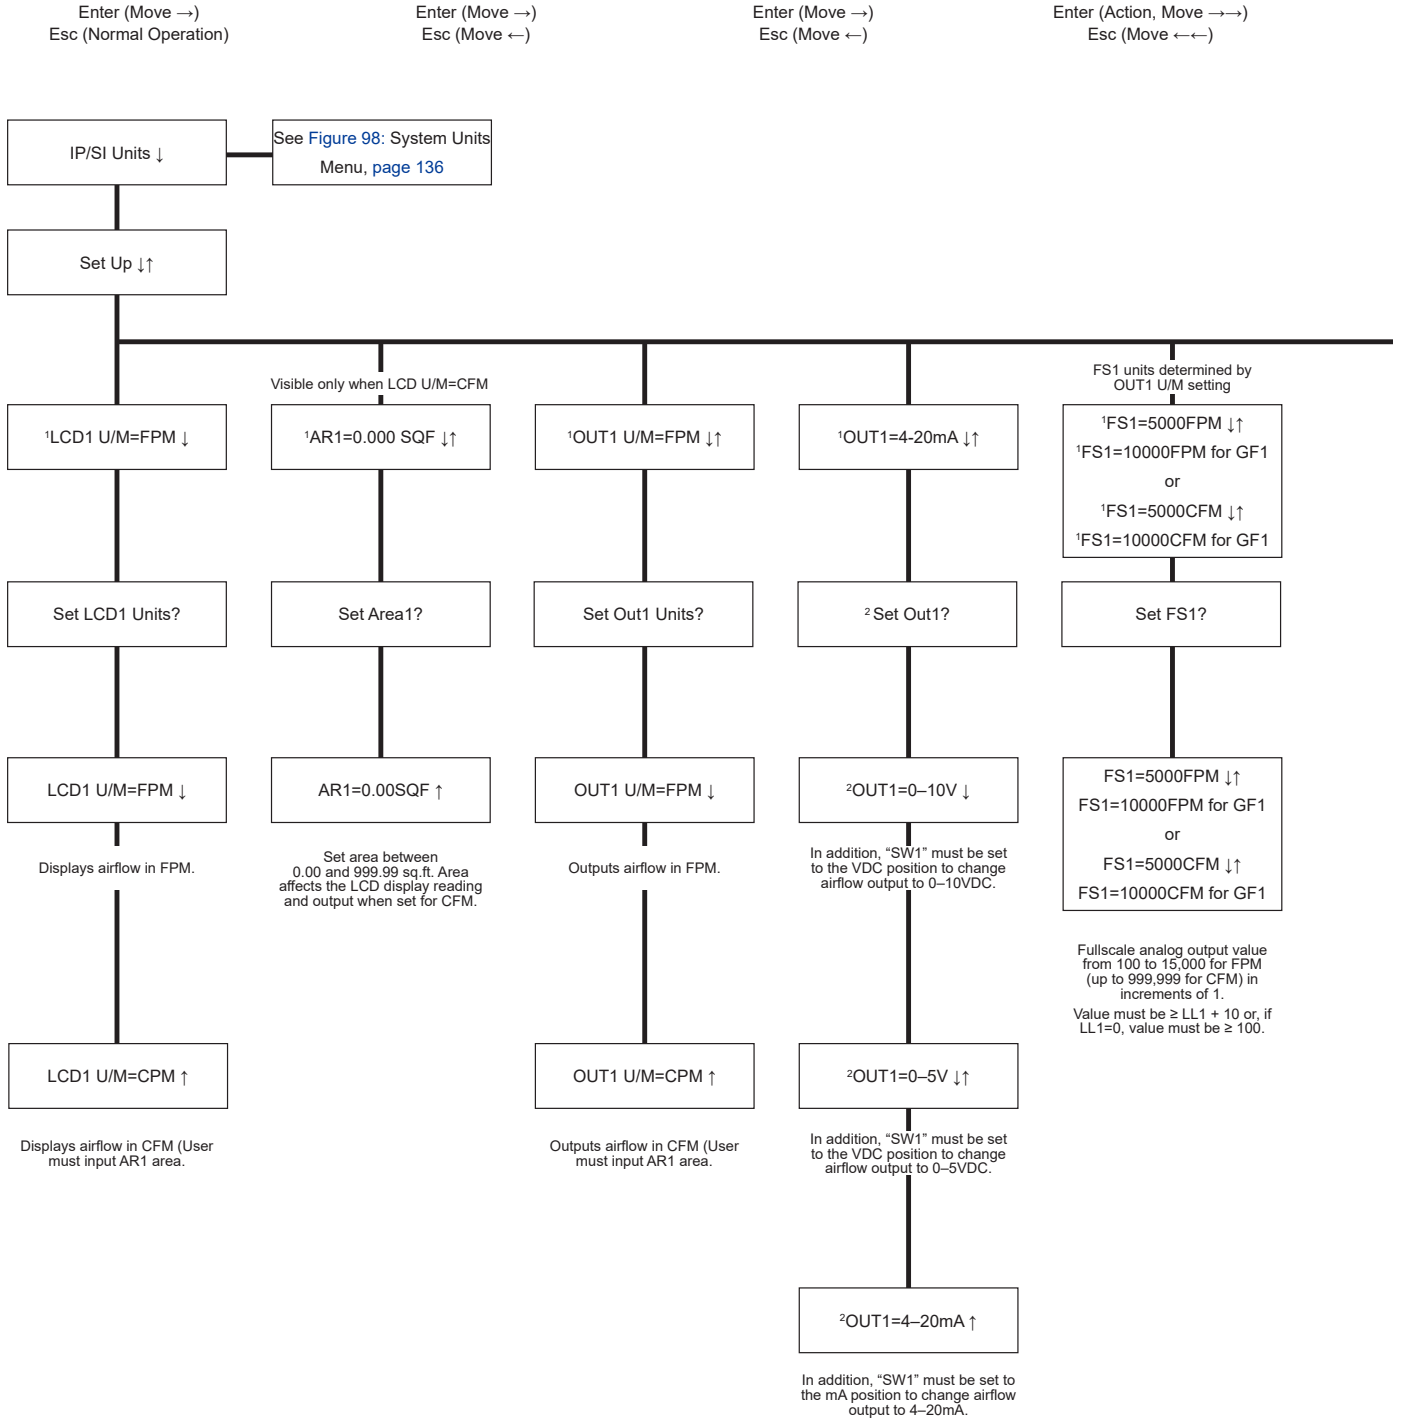 Enter (Move →)
Esc (Normal Operation)
Enter (Move →)
Esc (Move ←)
Enter (Move →)
Esc (Move ←)
Enter (Action, Move →→)
Esc (Move ←←)
IP/SI Units ↓
See Figure 98: System Units
Menu, page 136
Set Up ↓↑
¹LCD1 U/M=FPM ↓
Set LCD1 Units?
LCD1 U/M=FPM ↓
Displays airflow in FPM.
LCD1 U/M=CPM ↑
Displays airflow in CFM (User
must input AR1 area.
Visible only when LCD U/M=CFM
¹AR1=0.000 SQF ↓↑
Set Area1?
AR1=0.00SQF ↑
Set area between
0.00 and 999.99 sq.ft. Area
affects the LCD display reading
and output when set for CFM.
¹OUT1 U/M=FPM ↓↑
Set Out1 Units?
OUT1 U/M=FPM ↓
Outputs airflow in FPM.
OUT1 U/M=CPM ↑
Outputs airflow in CFM (User
must input AR1 area.
¹OUT1=4-20mA ↓↑
² Set Out1?
²OUT1=0–10V ↓
In addition, “SW1” must be set
to the VDC position to change
airflow output to 0–10VDC.
²OUT1=0–5V ↓↑
In addition, “SW1” must be set
to the VDC position to change
airflow output to 0–5VDC.
²OUT1=4–20mA ↑
In addition, “SW1” must be set to
the mA position to change airflow
output to 4–20mA.
FS1 units determined by
OUT1 U/M setting
¹FS1=5000FPM ↓↑
¹FS1=10000FPM for GF1
or
¹FS1=5000CFM ↓↑
¹FS1=10000CFM for GF1
Set FS1?
FS1=5000FPM ↓↑
FS1=10000FPM for GF1
or
FS1=5000CFM ↓↑
FS1=10000CFM for GF1
Fullscale analog output value
from 100 to 15,000 for FPM
(up to 999,999 for CFM) in
increments of 1.
Value must be ≥ LL1 + 10 or, if
LL1=0, value must be ≥ 100.